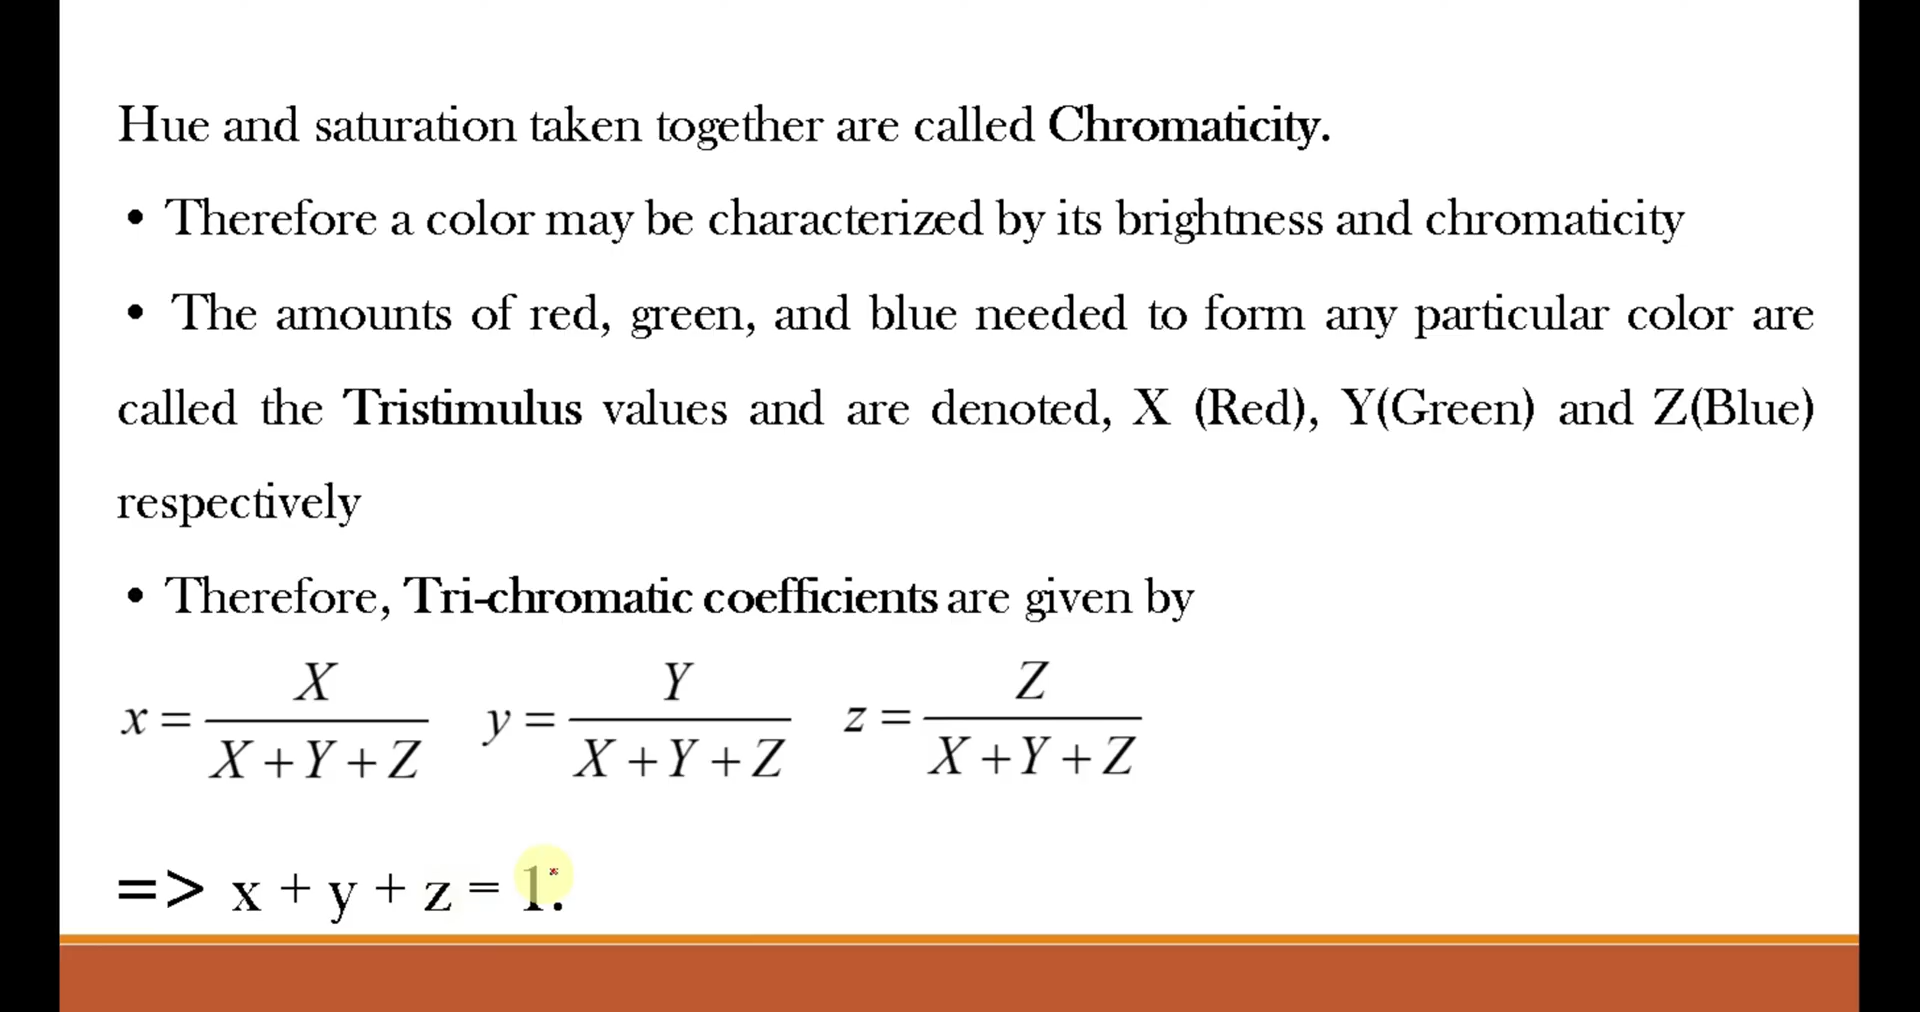 Hue and saturation taken together are called Chromaticity.
• Therefore a color may be characterized by its brightness and chromaticity
• The amounts of red, green, and blue needed to form any particular color are
called the Tristimulus values and are denoted, X (Red), Y(Green) and Z(Blue)
respectively
• Therefore, Tri-chromatic coefficients are given by
x = X / (X + Y + Z) y = Y / (X + Y + Z) z = Z / (X + Y + Z)
=> x + y + z = 1.